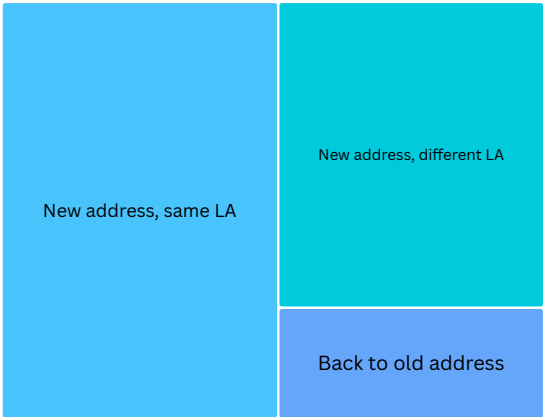 New address, same LA
New address, different LA
Back to old address